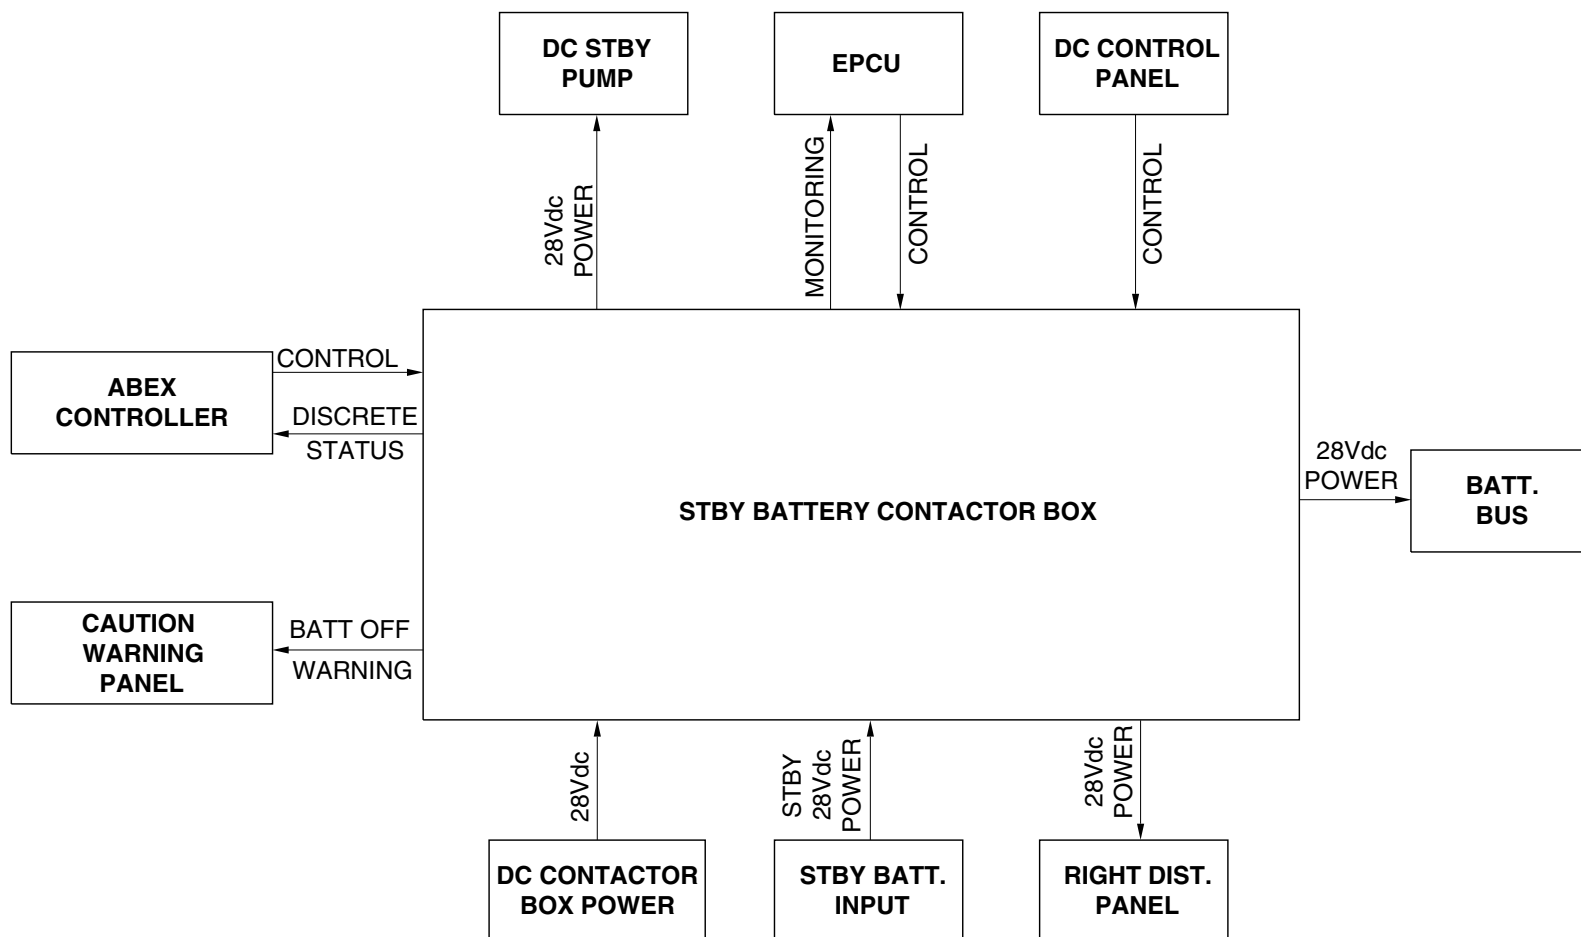 DC STBY
PUMP
EPCU
DC CONTROL
PANEL
28Vdc
POWER
MONITORING
CONTROL
CONTROL
ABEX
CONTROLLER
CONTROL
DISCRETE
STATUS
STBY BATTERY CONTACTOR BOX
28Vdc
POWER
BATT.
BUS
CAUTION
WARNING
PANEL
BATT OFF
WARNING
28Vdc
STBY
28Vdc
POWER
28Vdc
POWER
DC CONTACTOR
BOX POWER
STBY BATT.
INPUT
RIGHT DIST.
PANEL